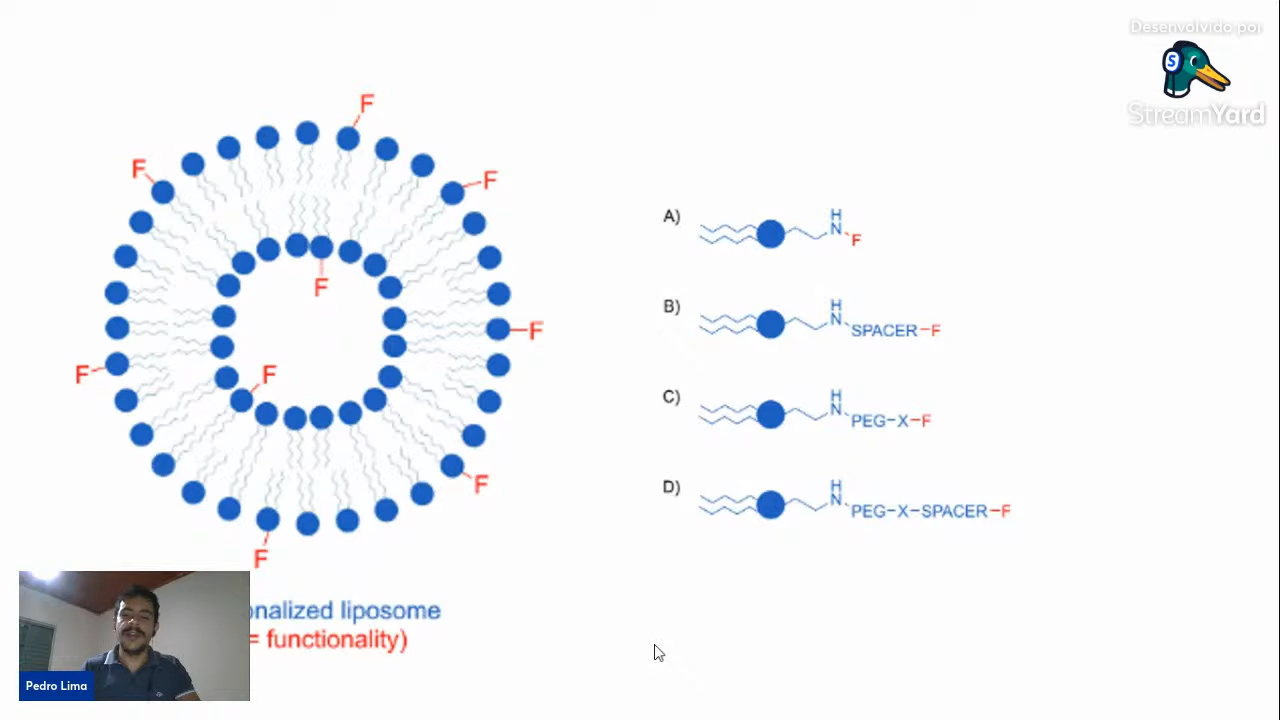 Desenvolvido por
StreamYard
S
F
F
F
F
F
F
F
F
F
onalized liposome
= functionality)
A)
H
N
F
B)
H
N
SPACER–F
C)
H
N
PEG–X–F
D)
H
N
PEG–X–SPACER–F
Pedro Lima